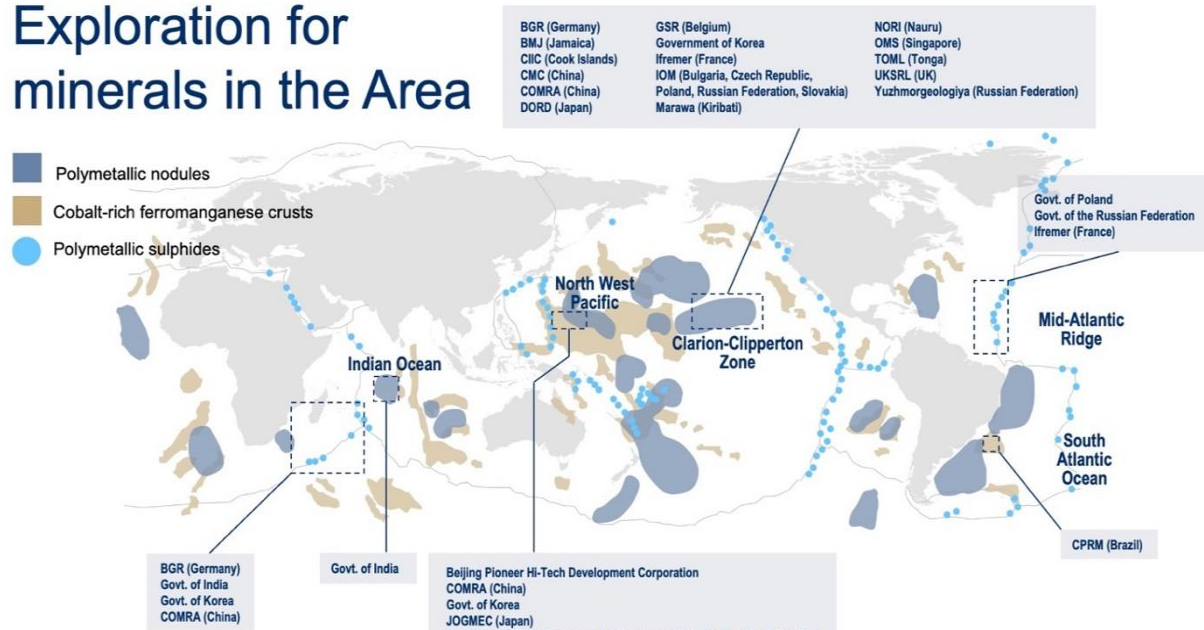 Exploration for
minerals in the Area
Polymetallic nodules
Cobalt-rich ferromanganese crusts
Polymetallic sulphides
BGR (Germany)
BMJ (Jamaica)
CIIC (Cook Islands)
CMC (China)
COMRA (China)
DORD (Japan)
GSR (Belgium)
Government of Korea
Ifremer (France)
IOM (Bulgaria, Czech Republic,
Poland, Russian Federation, Slovakia)
Marawa (Kiribati)
NORI (Nauru)
OMS (Singapore)
TOML (Tonga)
UKSRL (UK)
Yuzhmorgeologiya (Russian Federation)
Govt. of Poland
Govt. of the Russian Federation
Ifremer (France)
North West
Pacific
Clarion-Clipperton
Zone
Mid-Atlantic
Ridge
Indian Ocean
South
Atlantic
Ocean
BGR (Germany)
Govt. of India
Govt. of Korea
COMRA (China)
Govt. of India
Beijing Pioneer Hi-Tech Development Corporation
COMRA (China)
Govt. of Korea
JOGMEC (Japan)
CPRM (Brazil)